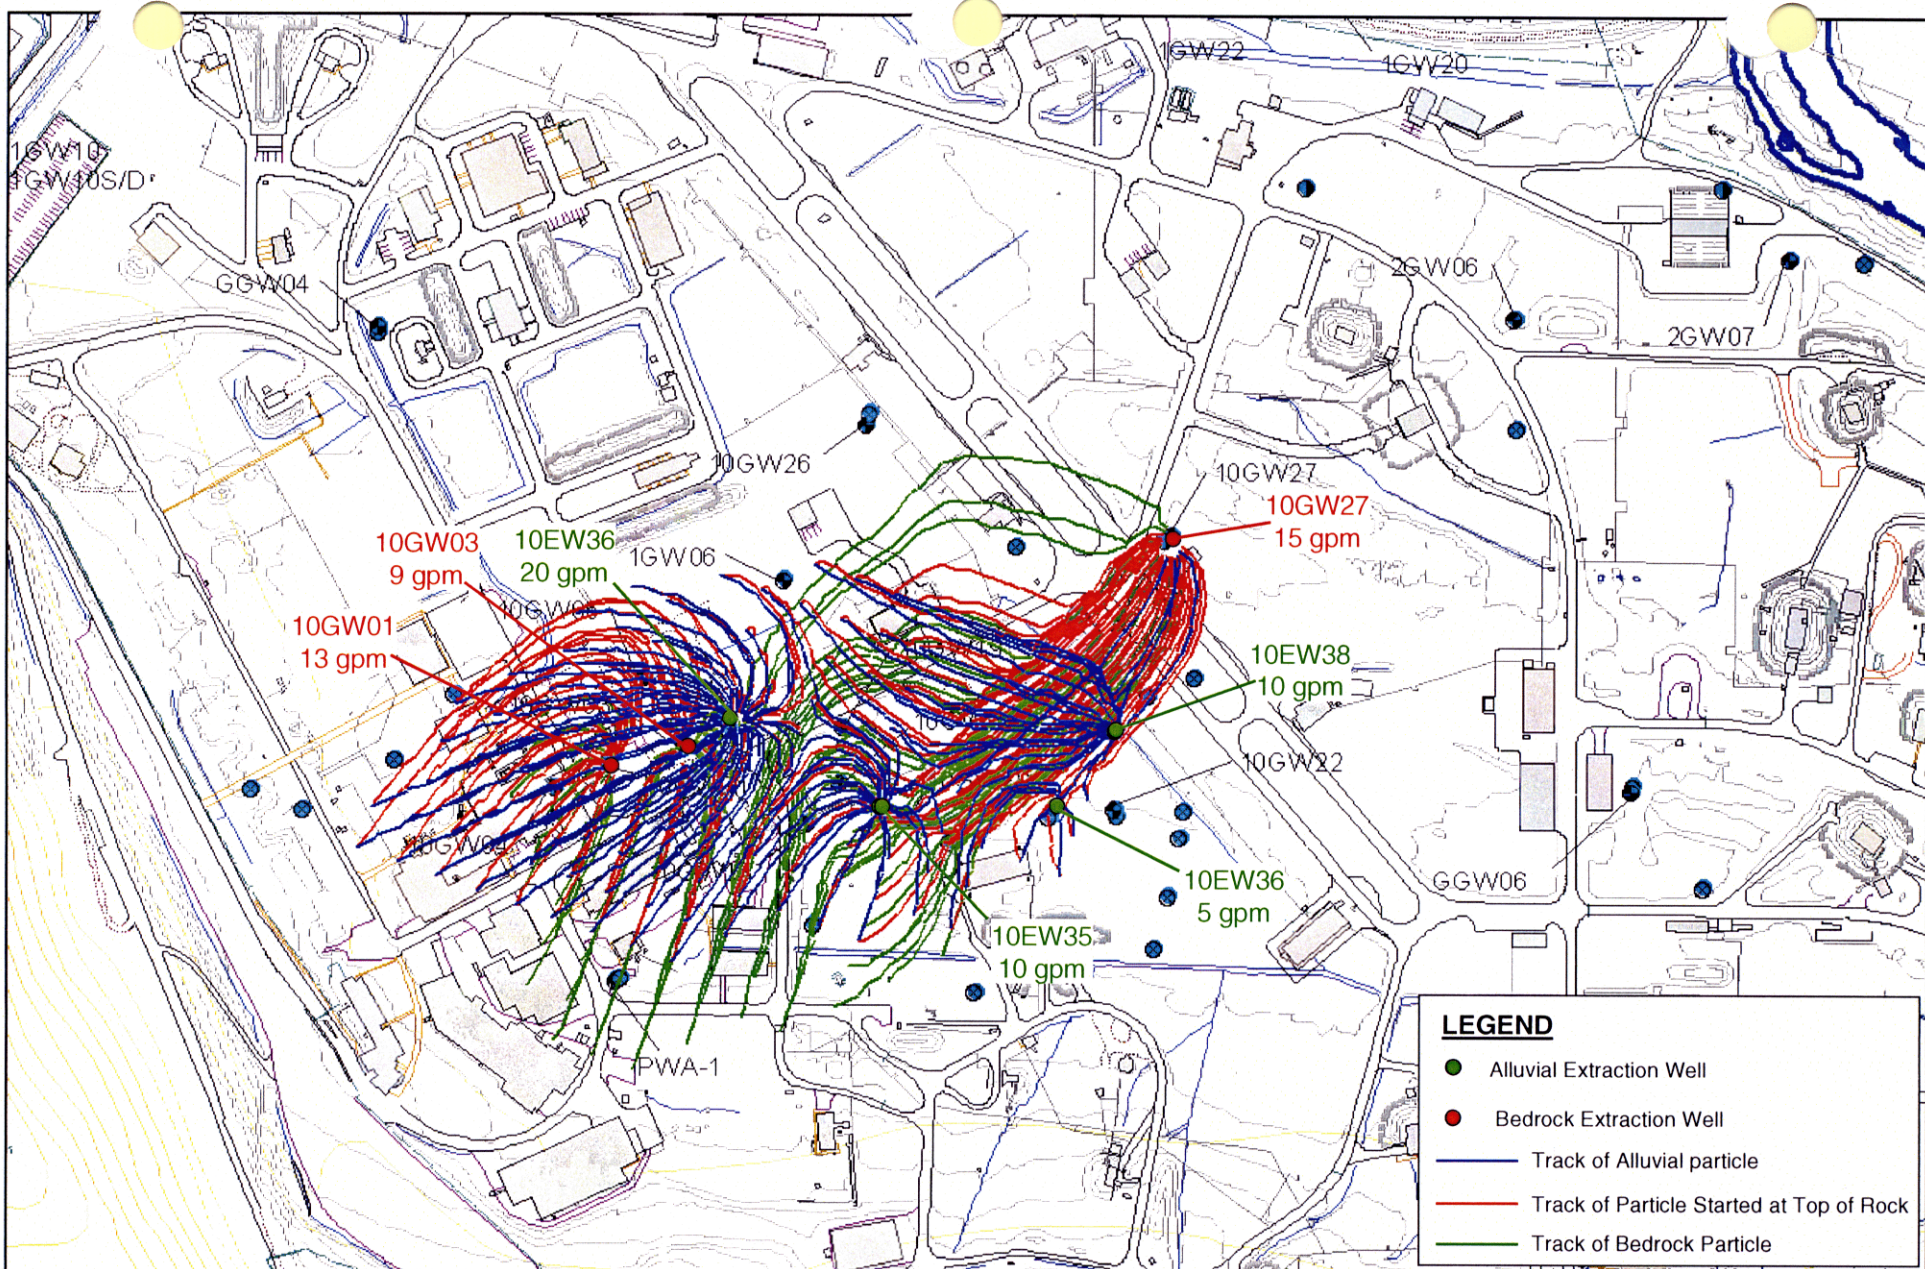 1GW22
1GW20
1GW10
1GW10S/D
GGW04
2GW06
2GW07
10GW26
10GW27
10GW27
15 gpm
10GW03
9 gpm
10EW36
20 gpm
1GW06
10GW01
13 gpm
10EW38
10 gpm
10GW22
10GW04
10EW36
5 gpm
GGW06
10EW35
10 gpm
PWA-1
LEGEND
Alluvial Extraction Well
Bedrock Extraction Well
Track of Alluvial particle
Track of Particle Started at Top of Rock
Track of Bedrock Particle